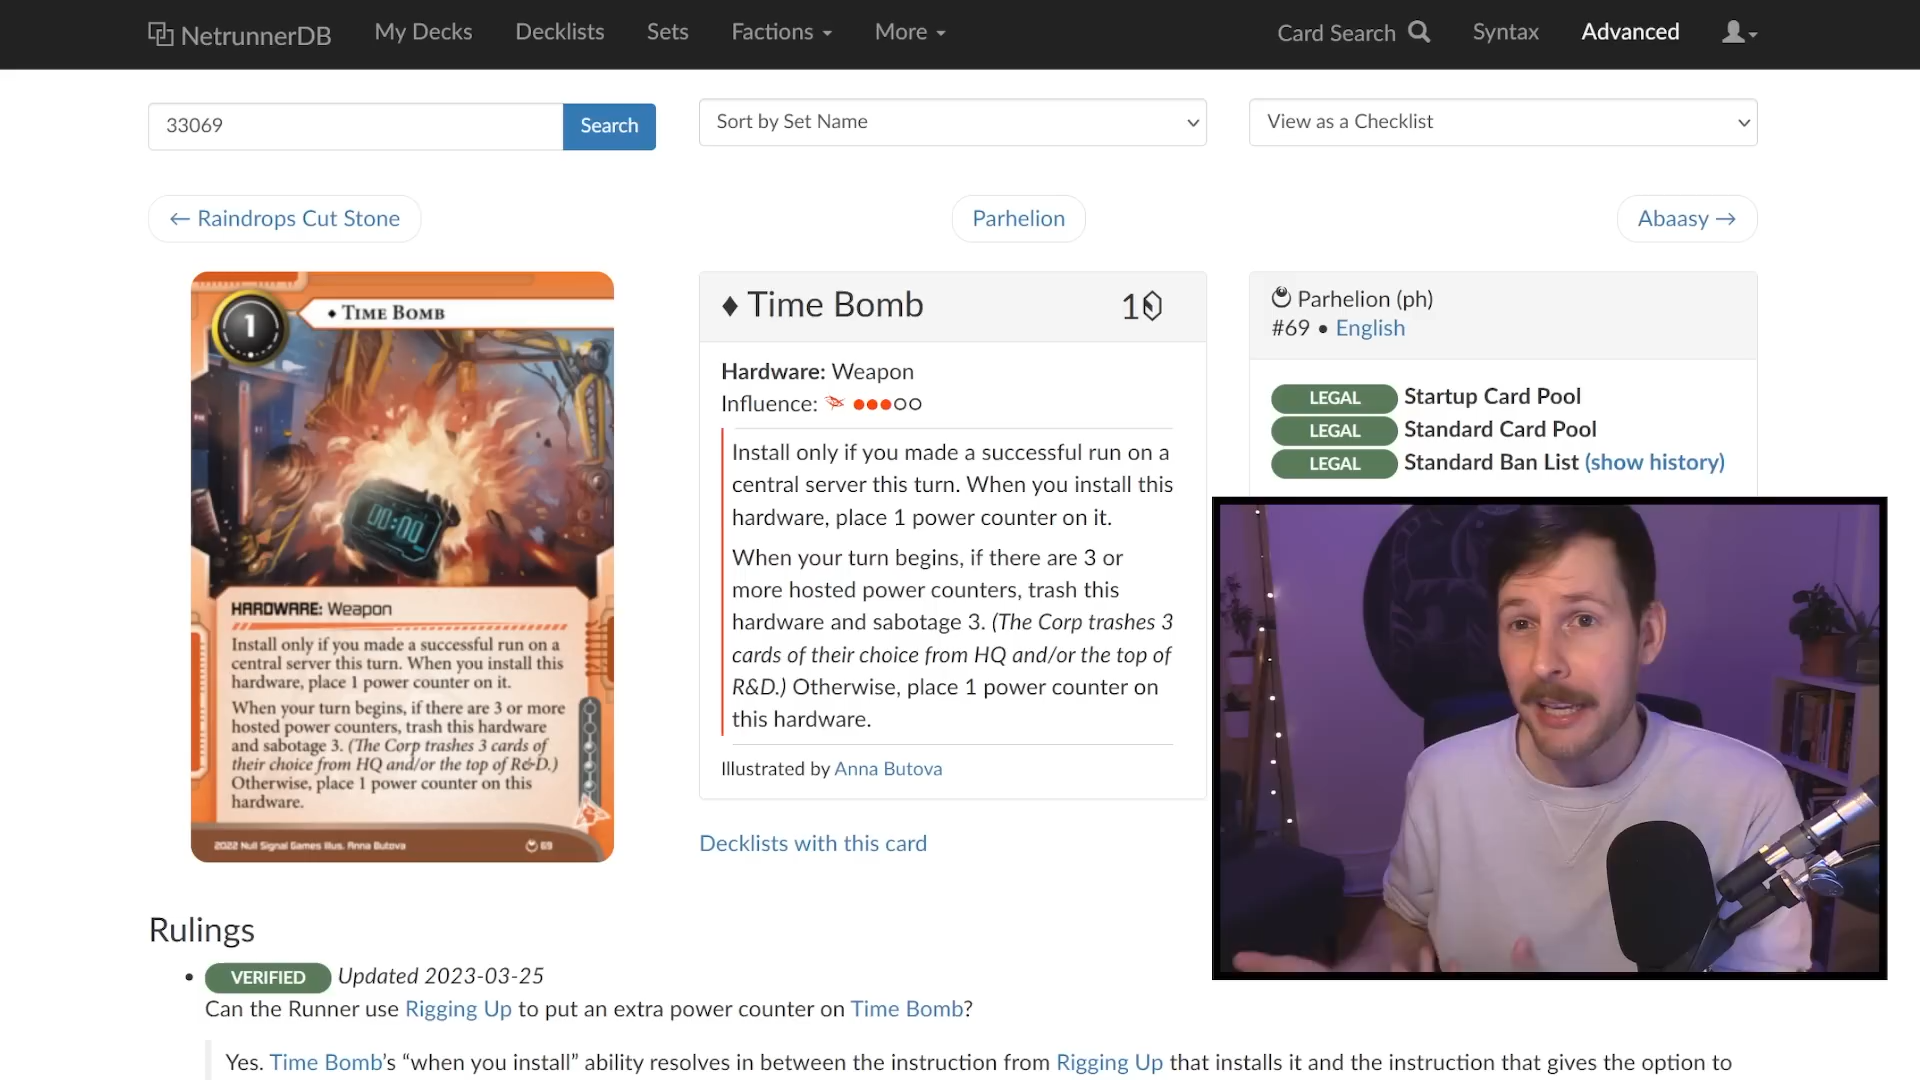 NetrunnerDB My Decks Decklists Sets Factions More Card Search Syntax Advanced
33069 Search Sort by Set Name View as a Checklist
← Raindrops Cut Stone Parhelion Abaasy →
1
♦ TIME BOMB
00:00
HARDWARE: Weapon
Install only if you made a successful run on a
central server this turn. When you install this
hardware, place 1 power counter on it.
When your turn begins, if there are 3 or more
hosted power counters, trash this hardware
and sabotage 3. (The Corp trashes 3 cards of
their choice from HQ and/or the top of R&D.)
Otherwise, place 1 power counter on this
hardware.
2022 Null Signal Games Illus. Anna Butova 69
♦ Time Bomb 1
Hardware: Weapon
Influence:
Install only if you made a successful run on a
central server this turn. When you install this
hardware, place 1 power counter on it.
When your turn begins, if there are 3 or
more hosted power counters, trash this
hardware and sabotage 3. (The Corp trashes 3
cards of their choice from HQ and/or the top of
R&D.) Otherwise, place 1 power counter on
this hardware.
Illustrated by Anna Butova
Decklists with this card
Parhelion (ph)
#69 • English
LEGAL Startup Card Pool
LEGAL Standard Card Pool
LEGAL Standard Ban List (show history)
Rulings
• VERIFIED Updated 2023-03-25
Can the Runner use Rigging Up to put an extra power counter on Time Bomb?
Yes. Time Bomb’s “when you install” ability resolves in between the instruction from Rigging Up that installs it and the instruction that gives the option to